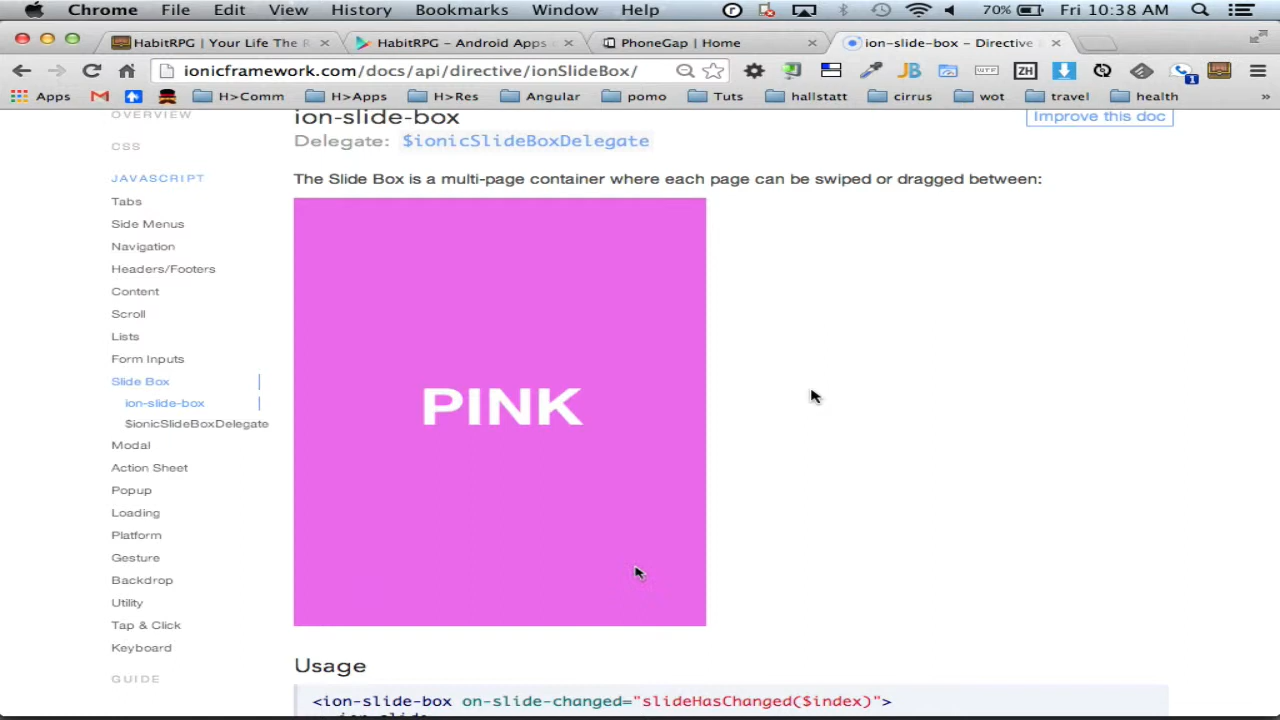 Chrome File Edit View History Bookmarks Window Help 70% Fri 10:38 AM
HabitRPG | Your Life The R HabitRPG - Android Apps PhoneGap | Home ion-slide-box - Directive
ionicframework.com/docs/api/directive/ionSlideBox/ JB ZH 1
Apps H>Comm H>Apps H>Res Angular pomo Tuts hallstatt cirrus wot travel health »
OVERVIEW
CSS
JAVASCRIPT
Tabs
Side Menus
Navigation
Headers/Footers
Content
Scroll
Lists
Form Inputs
Slide Box
ion-slide-box
$ionicSlideBoxDelegate
Modal
Action Sheet
Popup
Loading
Platform
Gesture
Backdrop
Utility
Tap & Click
Keyboard
GUIDE
ion-slide-box
Improve this doc
Delegate: $ionicSlideBoxDelegate
The Slide Box is a multi-page container where each page can be swiped or dragged between:
PINK
Usage
<ion-slide-box on-slide-changed="slideHasChanged($index)">